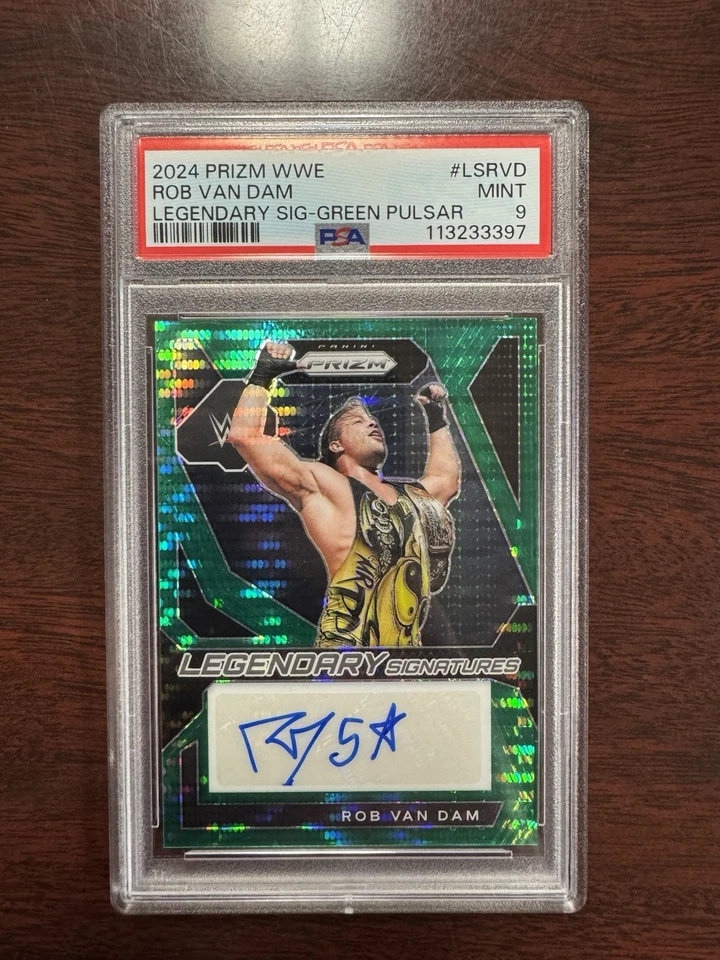 2024 PRIZM WWE #LSRVD
ROB VAN DAM MINT
LEGENDARY SIG-GREEN PULSAR 9
PSA 113233397
PANINI
PRIZM
W
LEGENDARY SIGNATURES
RVD 5
ROB VAN DAM